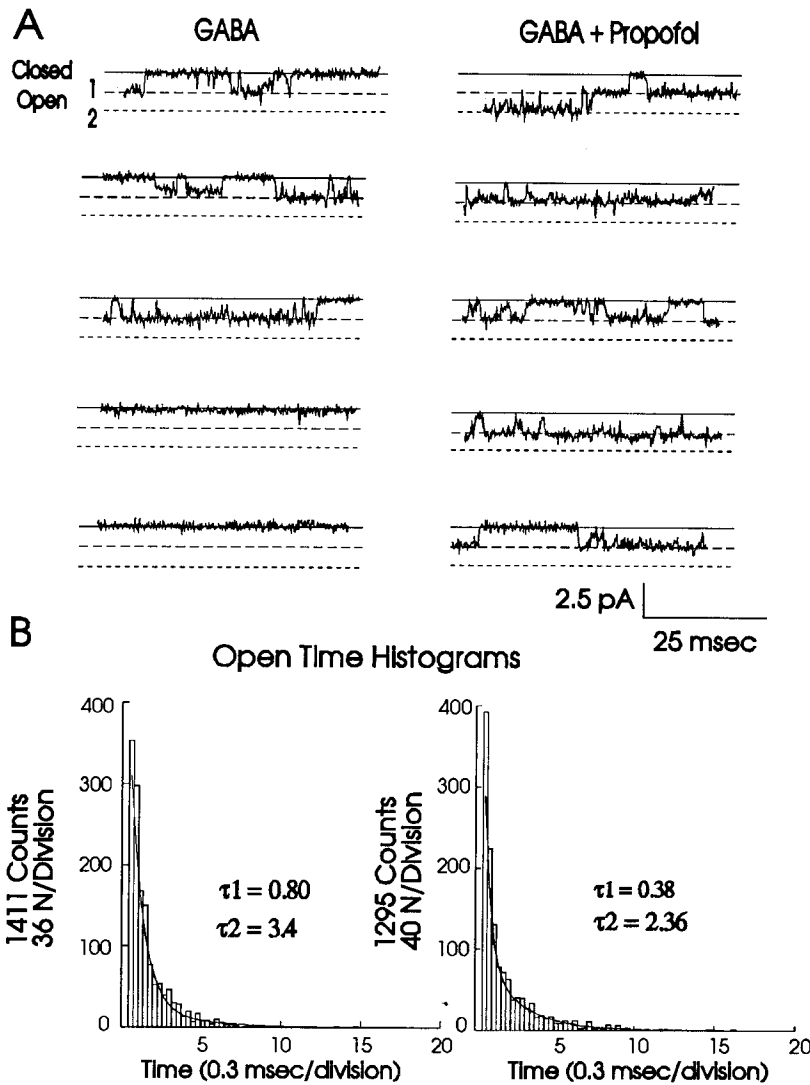 A
GABA
GABA + Propofol
Closed
Open
1
2
2.5 pA
25 msec
B
Open Time Histograms
400
300
200
100
0
1411 Counts
36 N/Division
τ1 = 0.80
τ2 = 3.4
5
10
15
20
Time (0.3 msec/division)
400
300
200
100
0
1295 Counts
40 N/Division
τ1 = 0.38
τ2 = 2.36
5
10
15
20
Time (0.3 msec/division)